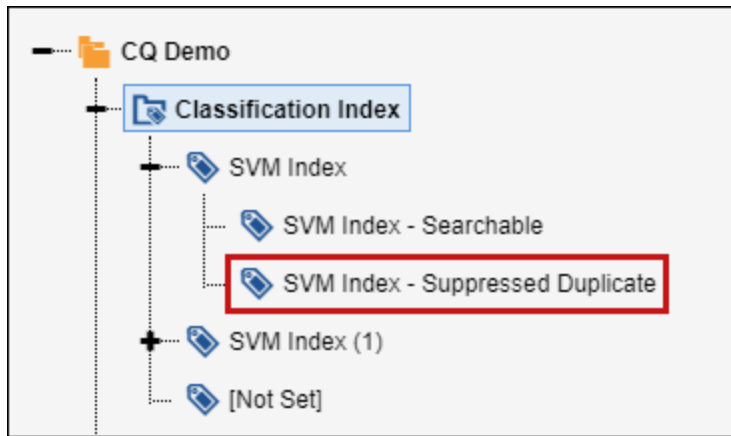 CQ Demo
Classification Index
SVM Index
SVM Index - Searchable
SVM Index - Suppressed Duplicate
SVM Index (1)
[Not Set]